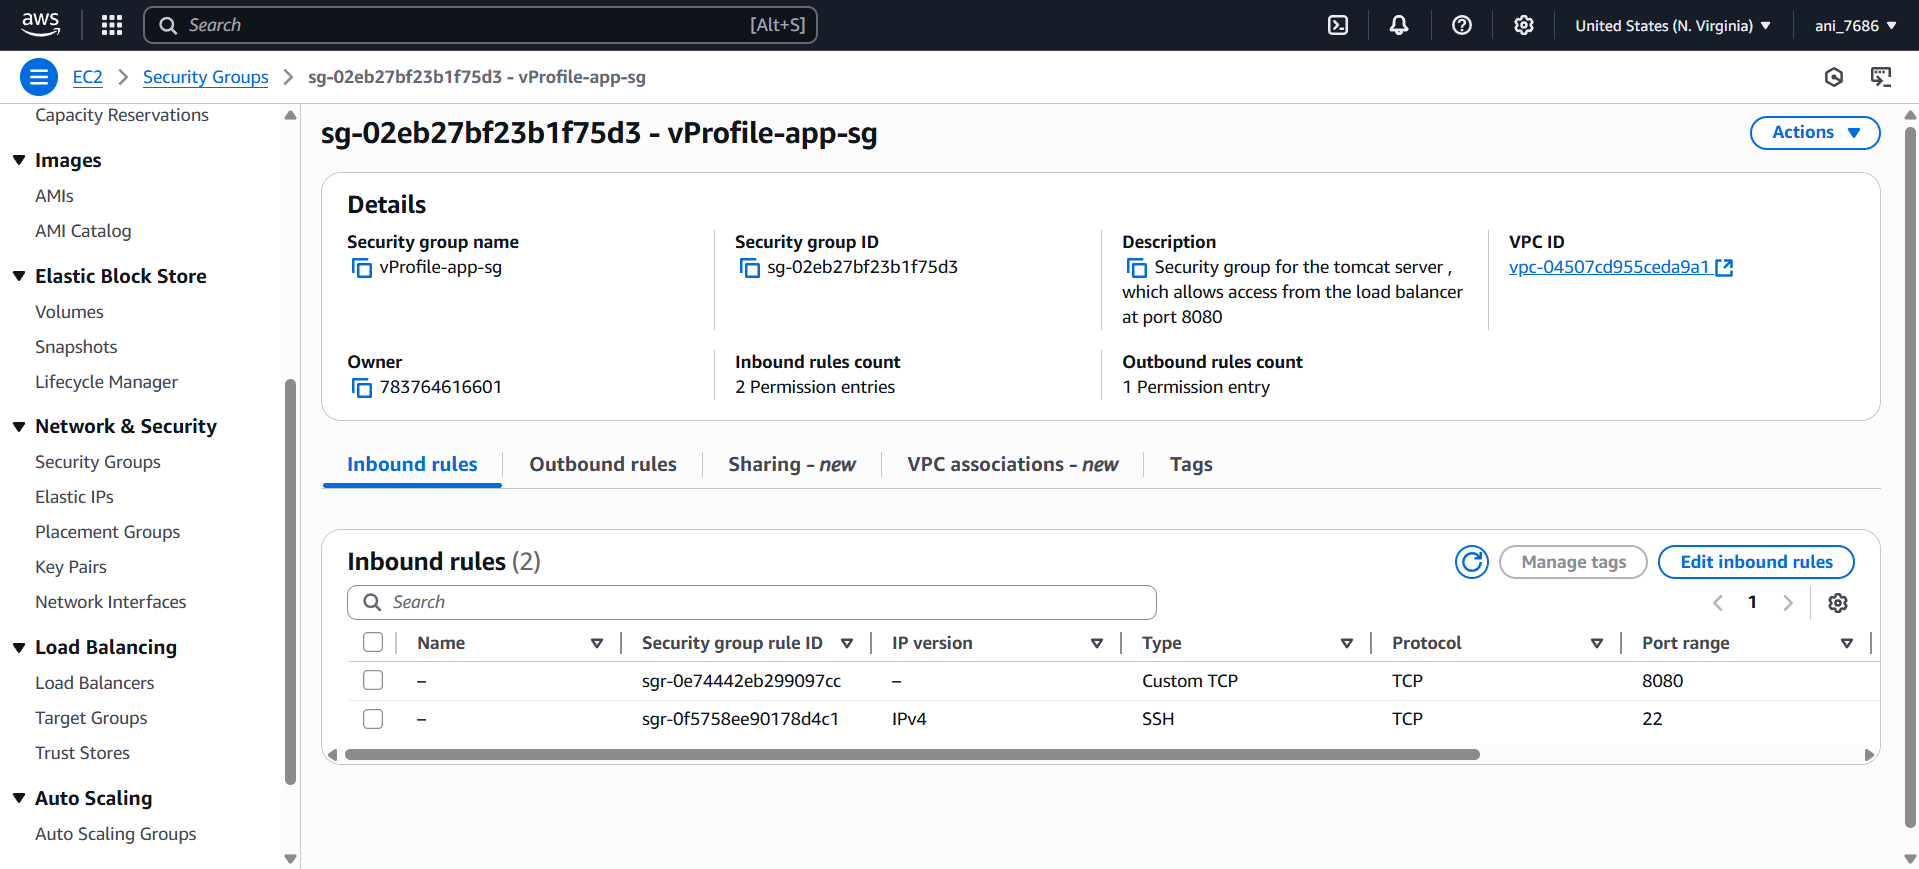 aws
Search [Alt+S]
United States (N. Virginia) ani_7686
EC2 Security Groups sg-02eb27bf23b1f75d3 - vProfile-app-sg
Capacity Reservations
Images
AMIs
AMI Catalog
Elastic Block Store
Volumes
Snapshots
Lifecycle Manager
Network & Security
Security Groups
Elastic IPs
Placement Groups
Key Pairs
Network Interfaces
Load Balancing
Load Balancers
Target Groups
Trust Stores
Auto Scaling
Auto Scaling Groups
sg-02eb27bf23b1f75d3 - vProfile-app-sg
Actions
Details
Security group name
vProfile-app-sg
Security group ID
sg-02eb27bf23b1f75d3
Description
Security group for the tomcat server ,
which allows access from the load balancer
at port 8080
VPC ID
vpc-04507cd955ceda9a1
Owner
783764616601
Inbound rules count
2 Permission entries
Outbound rules count
1 Permission entry
Inbound rules Outbound rules Sharing - new VPC associations - new Tags
Inbound rules (2)
Manage tags Edit inbound rules
Search
1
Name Security group rule ID IP version Type Protocol Port range
– sgr-0e74442eb299097cc – Custom TCP TCP 8080
– sgr-0f5758ee90178d4c1 IPv4 SSH TCP 22